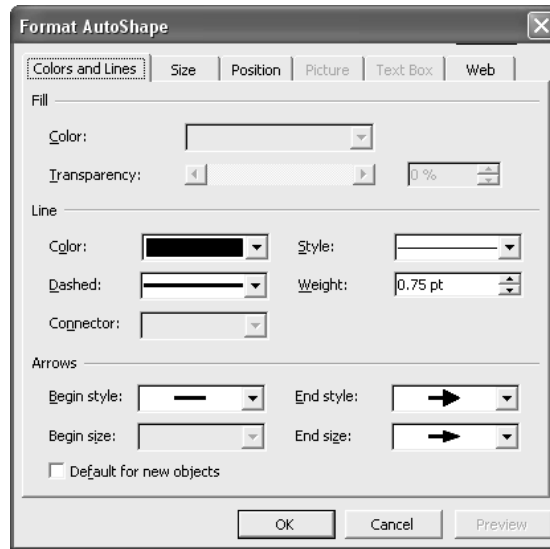 Format AutoShape
Colors and Lines Size Position Picture Text Box Web
Fill
Color:
Transparency: 0 %
Line
Color: Style:
Dashed: Weight: 0.75 pt
Connector:
Arrows
Begin style: End style:
Begin size: End size:
Default for new objects
OK Cancel Preview